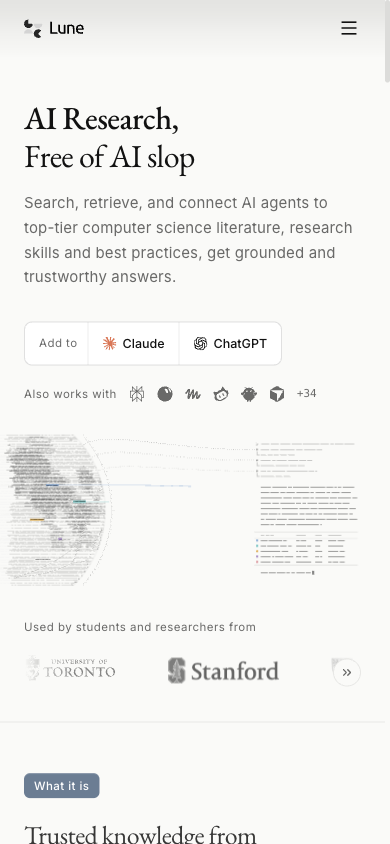 Lune
AI Research,
Free of AI slop
Search, retrieve, and connect AI agents to
top-tier computer science literature, research
skills and best practices, get grounded and
trustworthy answers.
Add to
Claude
ChatGPT
Also works with
+34
Used by students and researchers from
UNIVERSITY OF
TORONTO
Stanford
What it is
Trusted knowledge from